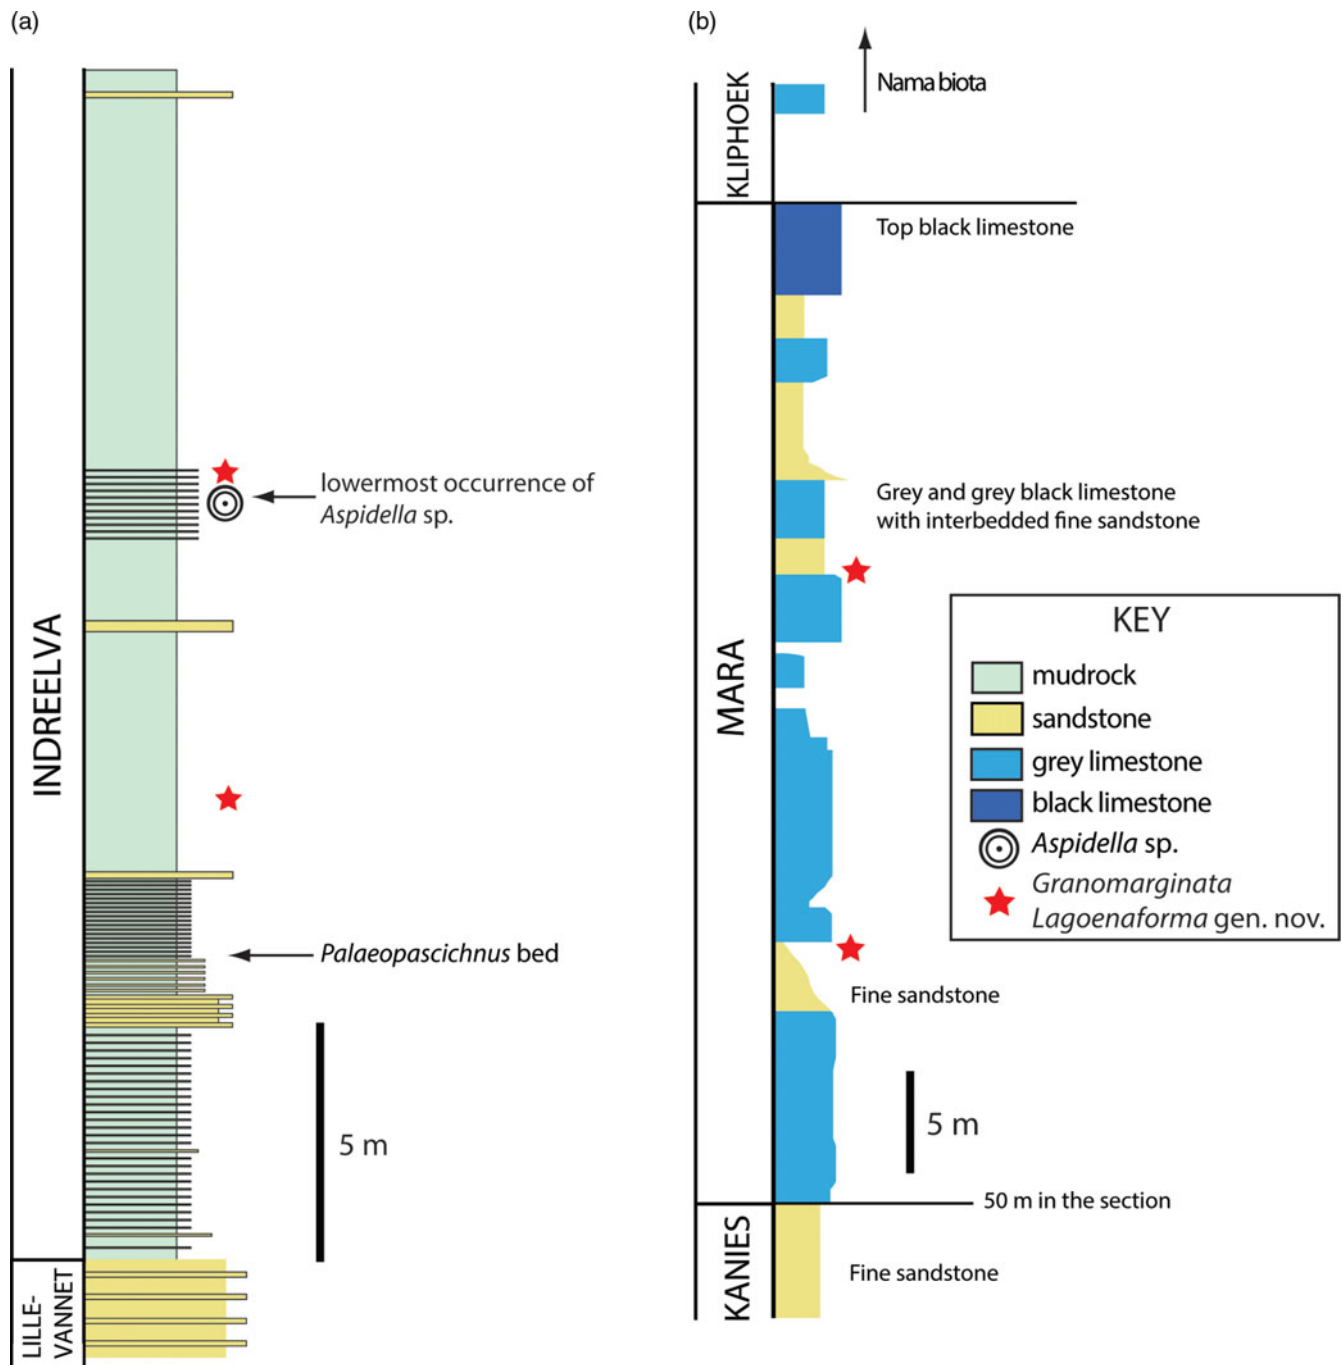 (a)
INDREELVA
LILLE-
VANNET
lowermost occurrence of
Aspidella sp.
Palaeopascichnus bed
5 m
(b)
KLIPHOEK
MARA
KANIES
Nama biota
Top black limestone
Grey and grey black limestone
with interbedded fine sandstone
Fine sandstone
5 m
50 m in the section
Fine sandstone
KEY
mudrock
sandstone
grey limestone
black limestone
Aspidella sp.
Granomarginata
Lagoenaforma gen. nov.